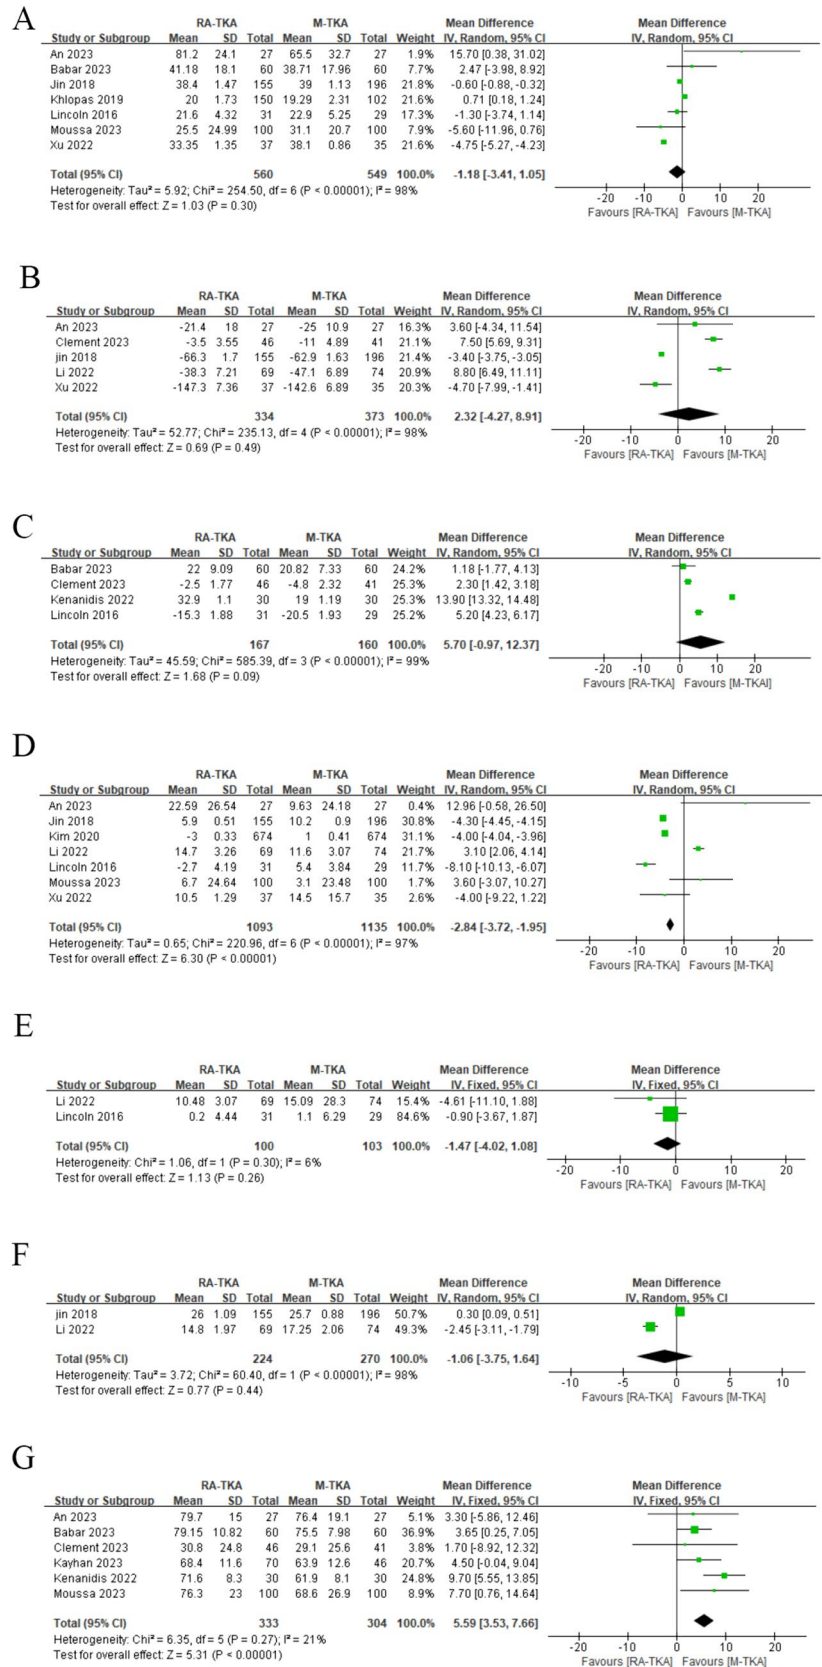 A
RA-TKA M-TKA Mean Difference Mean Difference
Study or Subgroup Mean SD Total Mean SD Total Weight IV, Random, 95% CI IV, Random, 95% CI
An 2023 81.2 24.1 27 65.5 32.7 27 1.9% 15.70 [0.38, 31.02]
Babar 2023 41.18 18.1 60 38.71 17.96 60 7.7% 2.47 [-3.98, 8.92]
Jin 2018 38.4 1.47 155 39 1.13 196 21.8% -0.60 [-0.88, -0.32]
Khlopas 2019 20 1.73 150 19.29 2.31 102 21.6% 0.71 [0.18, 1.24]
Lincoln 2016 21.6 4.32 31 22.9 5.25 29 17.3% -1.30 [-3.74, 1.14]
Moussa 2023 25.5 24.99 100 31.1 20.7 100 7.9% -5.60 [-11.96, 0.76]
Xu 2022 33.35 1.35 37 38.1 0.86 35 21.6% -4.75 [-5.27, -4.23]
Total (95% CI) 560 549 100.0% -1.18 [-3.41, 1.05]
Heterogeneity: Tau² = 5.92; Chi² = 254.50, df = 6 (P < 0.00001); I² = 98%
Test for overall effect: Z = 1.03 (P = 0.30)
-20 -10 0 10 20
Favours [RA-TKA] Favours [M-TKA]
B
RA-TKA M-TKA Mean Difference Mean Difference
Study or Subgroup Mean SD Total Mean SD Total Weight IV, Random, 95% CI IV, Random, 95% CI
An 2023 -21.4 18 27 -25 10.9 27 16.3% 3.60 [-4.34, 11.54]
Clement 2023 -3.5 3.55 46 -11 4.89 41 21.1% 7.50 [5.69, 9.31]
jin 2018 -66.3 1.7 155 -62.9 1.63 196 21.6% -3.40 [-3.75, -3.05]
Li 2022 -38.3 7.21 69 -47.1 6.89 74 20.9% 8.80 [6.49, 11.11]
Xu 2022 -147.3 7.36 37 -142.6 6.89 35 20.1% -4.70 [-7.99, -1.41]
Total (95% CI) 334 373 100.0% 2.32 [-4.27, 8.91]
Heterogeneity: Tau² = 52.77; Chi² = 235.13, df = 4 (P < 0.00001); I² = 98%
Test for overall effect: Z = 0.69 (P = 0.49)
-20 -10 0 10 20
Favours [RA-TKA] Favours [M-TKA]
C
RA-TKA M-TKA Mean Difference Mean Difference
Study or Subgroup Mean SD Total Mean SD Total Weight IV, Random, 95% CI IV, Random, 95% CI
Babar 2023 22 9.09 60 20.82 7.33 60 24.2% 1.18 [-1.77, 4.13]
Clement 2023 -2.5 1.77 46 -4.8 2.32 41 25.2% 2.30 [1.42, 3.18]
Kenanidis 2022 32.9 1.1 30 19 1.19 30 25.3% 13.90 [13.32, 14.48]
Lincoln 2016 -15.3 1.88 31 -20.5 1.93 29 25.2% 5.20 [4.23, 6.17]
Total (95% CI) 167 160 100.0% 5.70 [-0.97, 12.37]
Heterogeneity: Tau² = 45.59; Chi² = 585.39, df = 3 (P < 0.00001); I² = 99%
Test for overall effect: Z = 1.68 (P = 0.09)
-20 -10 0 10 20
Favours [RA-TKA] Favours [M-TKAI]
D
RA-TKA M-TKA Mean Difference Mean Difference
Study or Subgroup Mean SD Total Mean SD Total Weight IV, Random, 95% CI IV, Random, 95% CI
An 2023 22.59 26.54 27 9.63 24.18 27 0.4% 12.96 [-0.58, 26.50]
Jin 2018 5.9 0.51 155 10.2 0.9 196 30.8% -4.30 [-4.45, -4.15]
Kim 2020 -3 0.33 674 1 0.41 674 31.1% -4.00 [-4.04, -3.96]
Li 2022 14.7 3.26 69 11.6 3.07 74 21.7% 3.10 [2.06, 4.14]
Lincoln 2016 -2.7 4.19 31 5.4 3.84 29 11.7% -8.10 [-10.13, -6.07]
Moussa 2023 6.7 24.64 100 3.1 23.48 100 1.7% 3.60 [-3.07, 10.27]
Xu 2022 10.5 1.29 37 14.5 15.7 35 2.6% -4.00 [-9.22, 1.22]
Total (95% CI) 1093 1135 100.0% -2.84 [-3.72, -1.95]
Heterogeneity: Tau² = 0.65; Chi² = 220.96, df = 6 (P < 0.00001); I² = 97%
Test for overall effect: Z = 6.30 (P < 0.00001)
-20 -10 0 10 20
Favours [RA-TKA] Favours [M-TKA]
E
RA-TKA M-TKA Mean Difference Mean Difference
Study or Subgroup Mean SD Total Mean SD Total Weight IV, Fixed, 95% CI IV, Fixed, 95% CI
Li 2022 10.48 3.07 69 15.09 28.3 74 15.4% -4.61 [-11.10, 1.88]
Lincoln 2016 0.2 4.44 31 1.1 6.29 29 84.6% -0.90 [-3.67, 1.87]
Total (95% CI) 100 103 100.0% -1.47 [-4.02, 1.08]
Heterogeneity: Chi² = 1.06, df = 1 (P = 0.30); I² = 6%
Test for overall effect: Z = 1.13 (P = 0.26)
-20 -10 0 10 20
Favours [RA-TKA] Favours [M-TKA]
F
RA-TKA M-TKA Mean Difference Mean Difference
Study or Subgroup Mean SD Total Mean SD Total Weight IV, Random, 95% CI IV, Random, 95% CI
jin 2018 26 1.09 155 25.7 0.88 196 50.7% 0.30 [0.09, 0.51]
Li 2022 14.8 1.97 69 17.25 2.06 74 49.3% -2.45 [-3.11, -1.79]
Total (95% CI) 224 270 100.0% -1.06 [-3.75, 1.64]
Heterogeneity: Tau² = 3.72; Chi² = 60.40, df = 1 (P < 0.00001); I² = 98%
Test for overall effect: Z = 0.77 (P = 0.44)
-10 -5 0 5 10
Favours [RA-TKA] Favours [M-TKA]
G
RA-TKA M-TKA Mean Difference Mean Difference
Study or Subgroup Mean SD Total Mean SD Total Weight IV, Fixed, 95% CI IV, Fixed, 95% CI
An 2023 79.7 15 27 76.4 19.1 27 5.1% 3.30 [-5.86, 12.46]
Babar 2023 79.15 10.82 60 75.5 7.98 60 36.9% 3.65 [0.25, 7.05]
Clement 2023 30.8 24.8 46 29.1 25.6 41 3.8% 1.70 [-8.92, 12.32]
Kayhan 2023 68.4 11.6 70 63.9 12.6 46 20.6% 4.50 [-0.04, 9.04]
Kenanidis 2022 71.6 8.3 30 61.9 8.1 30 24.8% 9.70 [5.55, 13.85]
Moussa 2023 76.3 23 100 68.6 26.9 100 8.9% 7.70 [0.76, 14.64]
Total (95% CI) 333 304 100.0% 5.59 [3.53, 7.66]
Heterogeneity: Chi² = 6.35, df = 5 (P = 0.27); I² = 21%
Test for overall effect: Z = 5.31 (P < 0.00001)
-20 -10 0 10 20
Favours [RA-TKA] Favours [M-TKA]